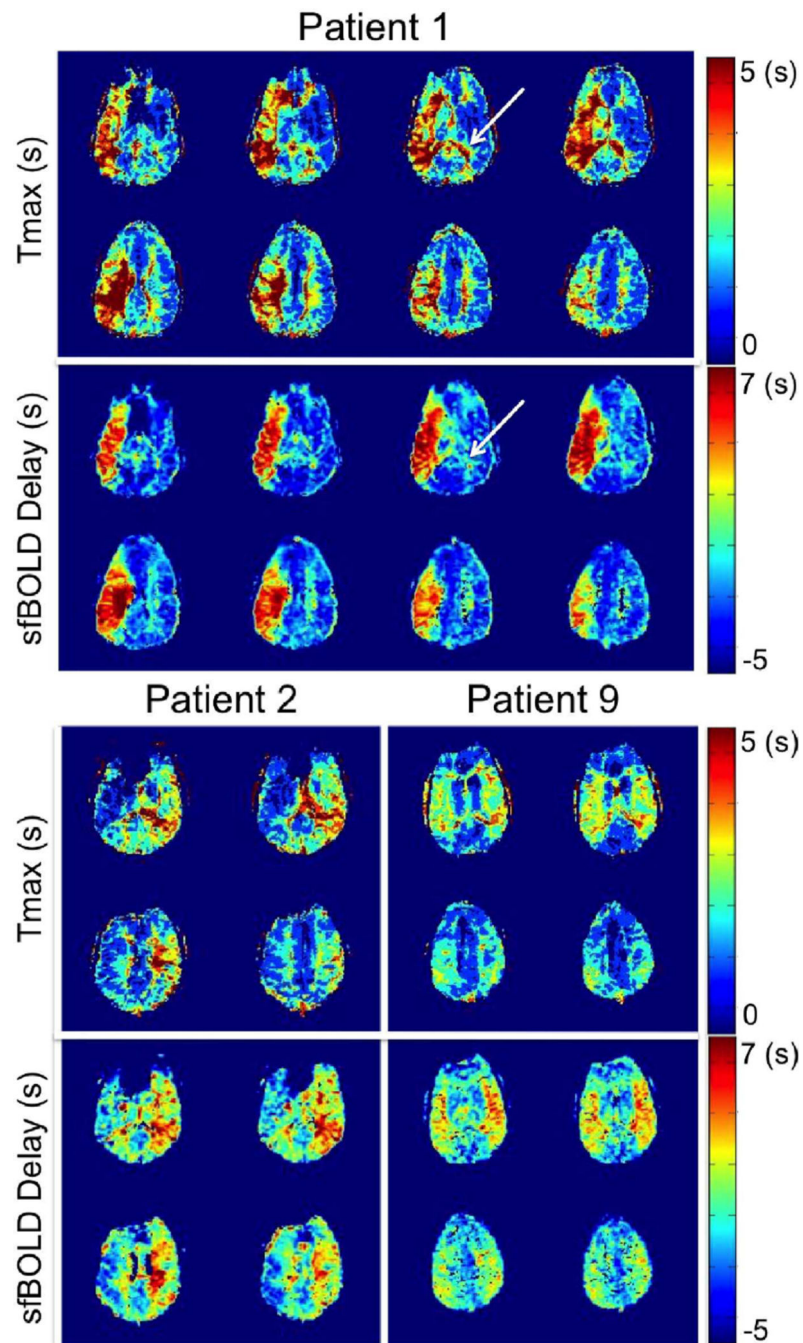 Patient 1
Tmax (s)
5 (s)
0
sfBOLD Delay (s)
7 (s)
-5
Patient 2
Patient 9
Tmax (s)
5 (s)
0
sfBOLD Delay (s)
7 (s)
-5